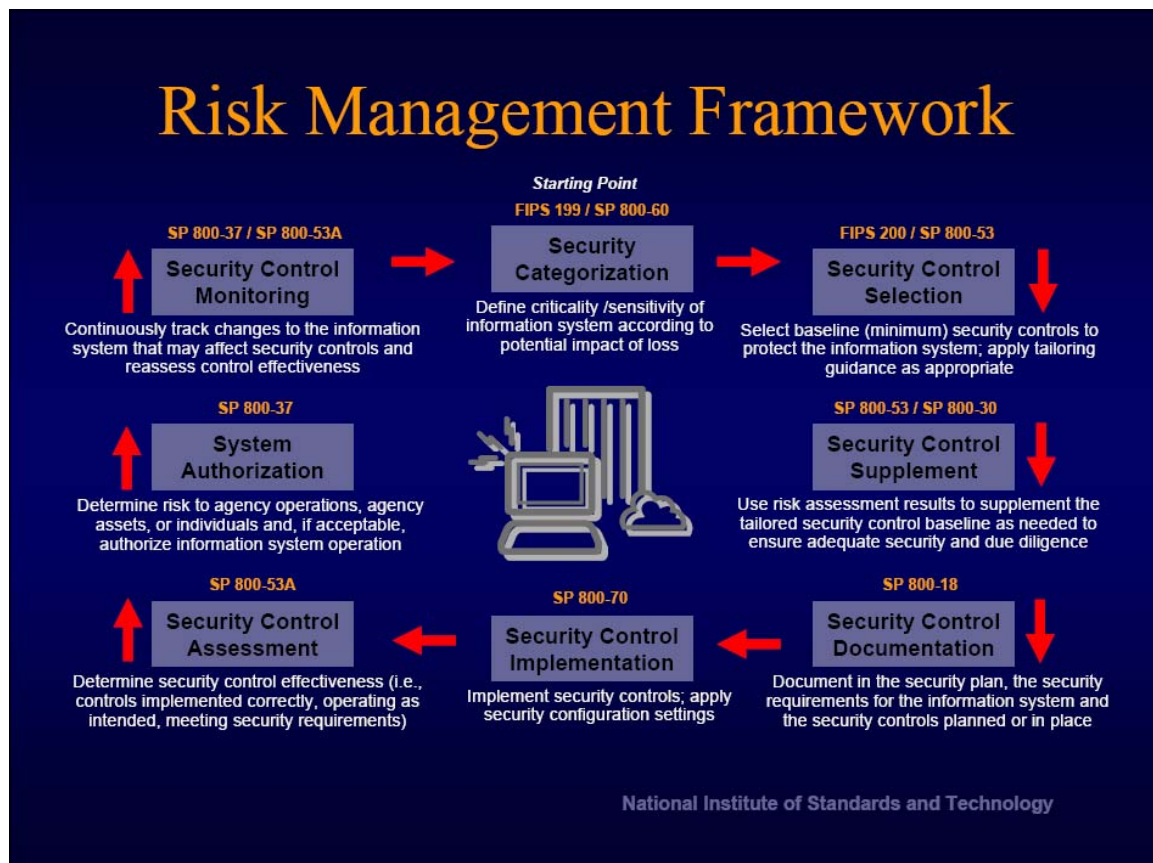 Risk Management Framework
Starting Point
FIPS 199 / SP 800-60
Security
Categorization
Define criticality /sensitivity of
information system according to
potential impact of loss
FIPS 200 / SP 800-53
Security Control
Selection
Select baseline (minimum) security controls to
protect the information system; apply tailoring
guidance as appropriate
SP 800-53 / SP 800-30
Security Control
Supplement
Use risk assessment results to supplement the
tailored security control baseline as needed to
ensure adequate security and due diligence
SP 800-18
Security Control
Documentation
Document in the security plan, the security
requirements for the information system and
the security controls planned or in place
SP 800-70
Security Control
Implementation
Implement security controls; apply
security configuration settings
SP 800-53A
Security Control
Assessment
Determine security control effectiveness (i.e.,
controls implemented correctly, operating as
intended, meeting security requirements)
SP 800-37
System
Authorization
Determine risk to agency operations, agency
assets, or individuals and, if acceptable,
authorize information system operation
SP 800-37 / SP 800-53A
Security Control
Monitoring
Continuously track changes to the information
system that may affect security controls and
reassess control effectiveness
National Institute of Standards and Technology